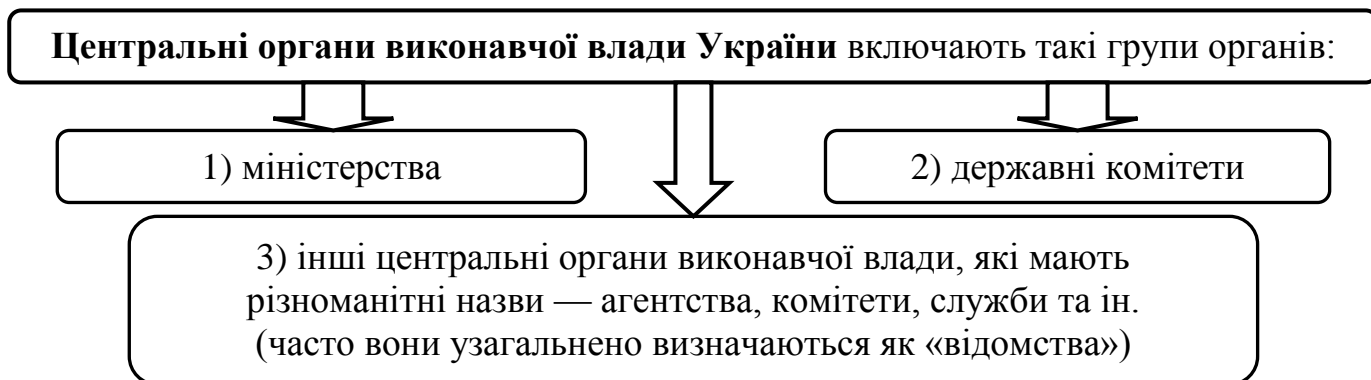 Центральні органи виконавчої влади України включають такі групи органів:
1) міністерства
2) державні комітети
3) інші центральні органи виконавчої влади, які мають
різноманітні назви — агентства, комітети, служби та ін.
(часто вони узагальнено визначаються як «відомства»)